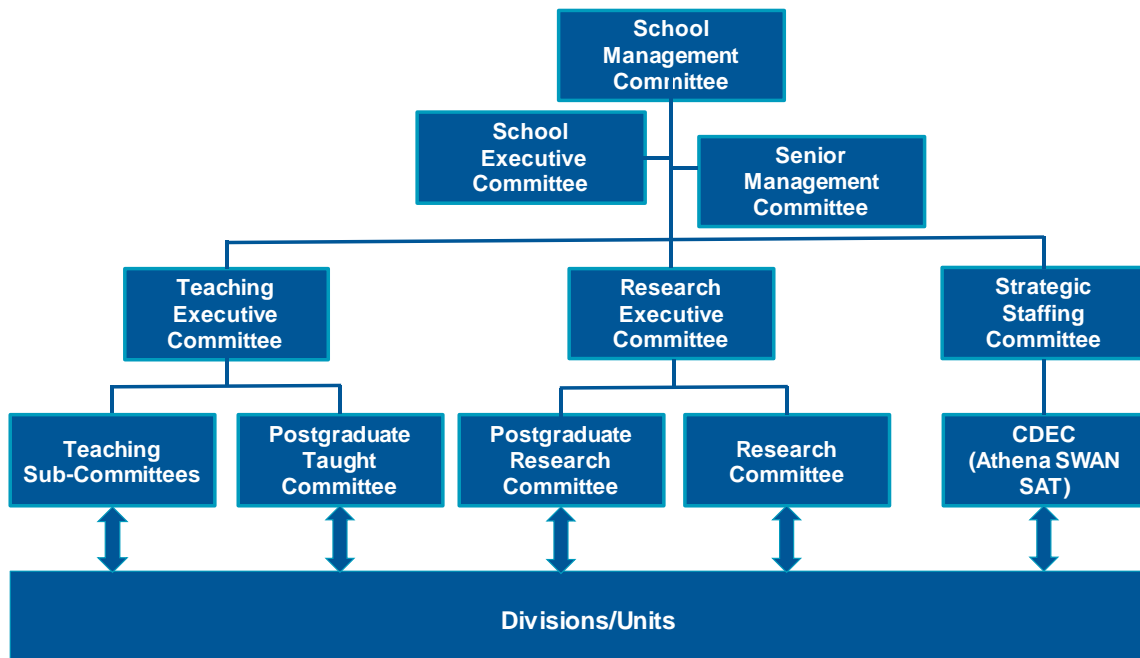 School
Management
Committee
School
Executive
Committee
Senior
Management
Committee
Teaching
Executive
Committee
Research
Executive
Committee
Strategic
Staffing
Committee
Teaching
Sub-Committees
Postgraduate
Taught
Committee
Postgraduate
Research
Committee
Research
Committee
CDEC
(Athena SWAN
SAT)
Divisions/Units